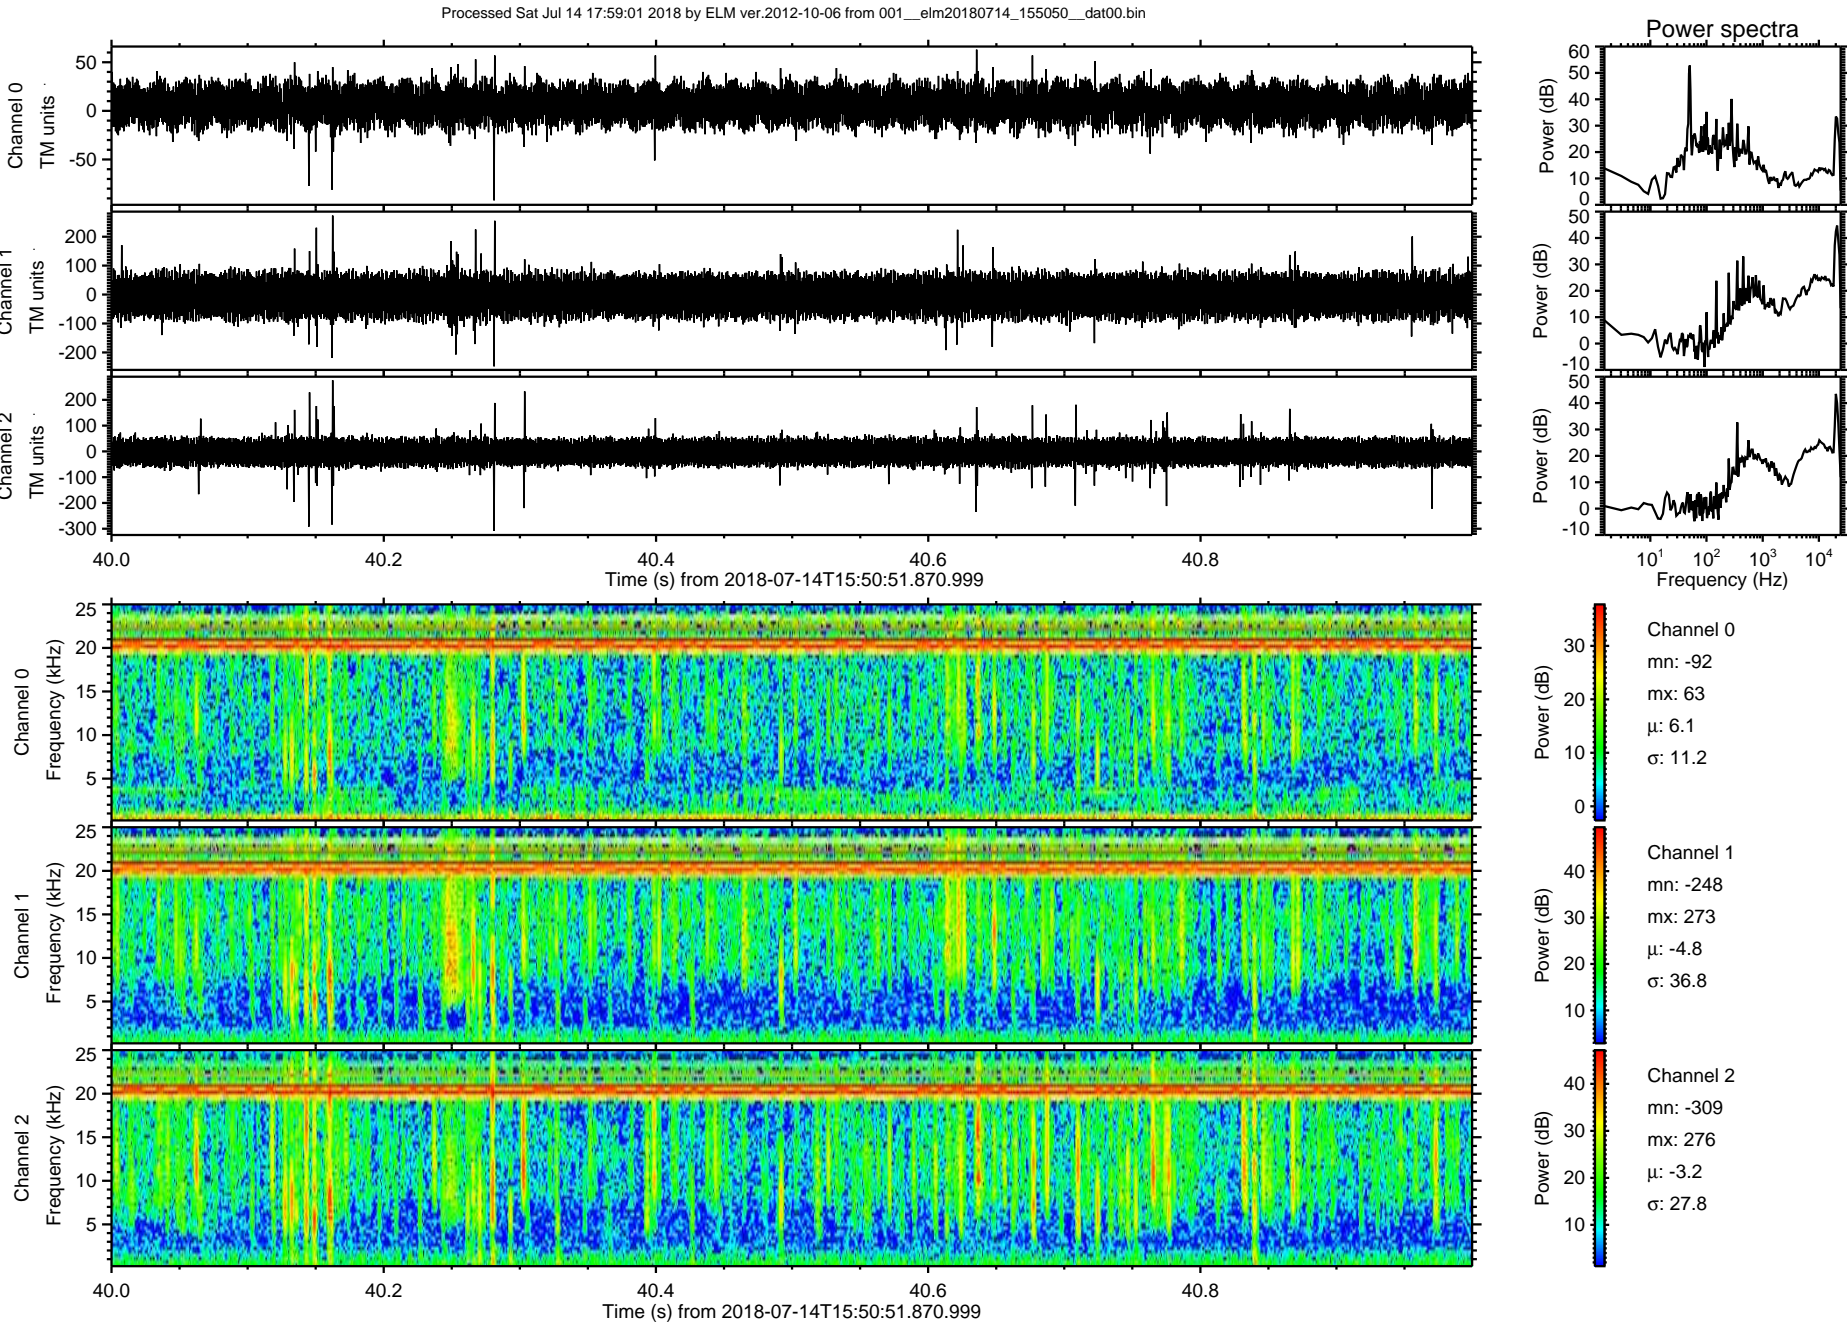 Processed Sat Jul 14 17:59:01 2018 by ELM ver.2012-10-06 from 001__elm20180714_155050__dat00.bin
Power spectra
Channel 0
TM units
50
0
-50
Power (dB)
60
50
40
30
20
10
0
Channel 1
TM units
200
100
0
-100
-200
Power (dB)
50
40
30
20
10
0
-10
Channel 2
TM units
200
100
0
-100
-200
-300
Power (dB)
50
40
30
20
10
0
-10
40.0 40.2 40.4 40.6 40.8
Time (s) from 2018-07-14T15:50:51.870.999
10^1 10^2 10^3 10^4
Frequency (Hz)
Channel 0
Frequency (kHz)
25
20
15
10
5
Power (dB)
30
20
10
0
Channel 0
mn: -92
mx: 63
μ: 6.1
σ: 11.2
Channel 1
Frequency (kHz)
25
20
15
10
5
Power (dB)
40
30
20
10
Channel 1
mn: -248
mx: 273
μ: -4.8
σ: 36.8
Channel 2
Frequency (kHz)
25
20
15
10
5
Power (dB)
40
30
20
10
Channel 2
mn: -309
mx: 276
μ: -3.2
σ: 27.8
40.0 40.2 40.4 40.6 40.8
Time (s) from 2018-07-14T15:50:51.870.999